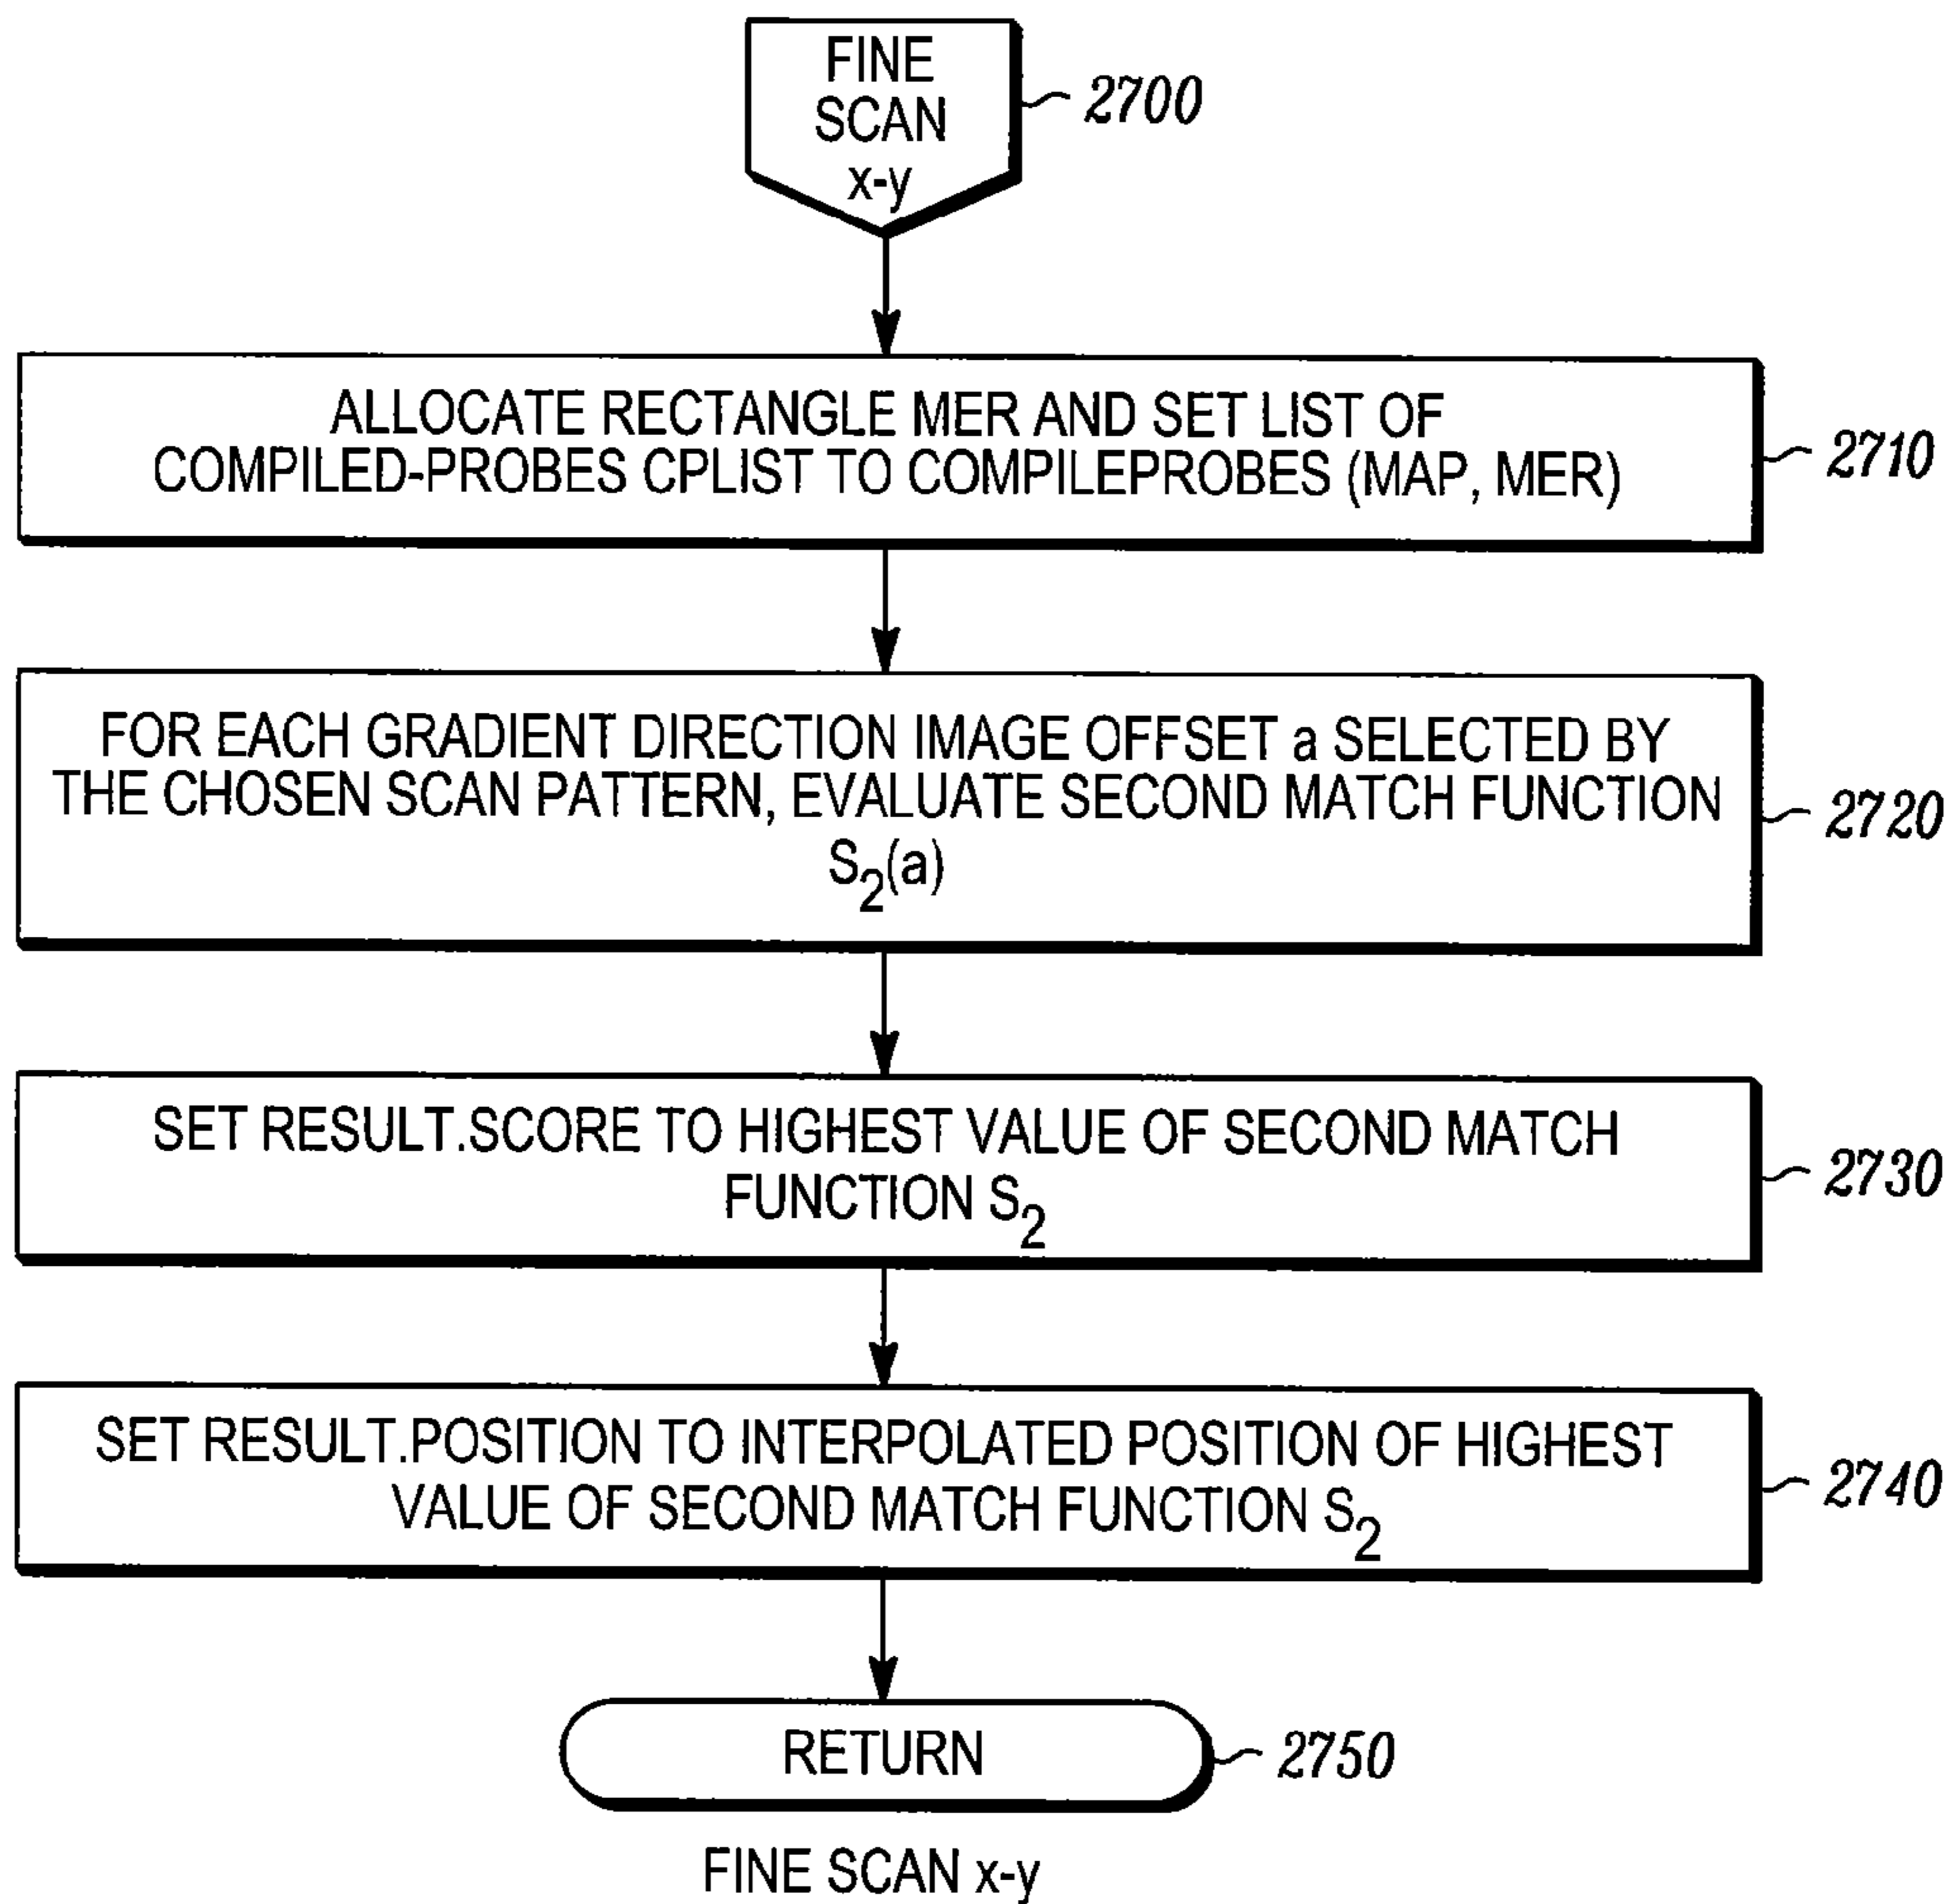 FINE
SCAN
x-y
2700
ALLOCATE RECTANGLE MER AND SET LIST OF
COMPILED-PROBES CPLIST TO COMPILEPROBES (MAP, MER)
2710
FOR EACH GRADIENT DIRECTION IMAGE OFFSET a SELECTED BY
THE CHOSEN SCAN PATTERN, EVALUATE SECOND MATCH FUNCTION
S₂(a)
2720
SET RESULT.SCORE TO HIGHEST VALUE OF SECOND MATCH
FUNCTION S₂
2730
SET RESULT.POSITION TO INTERPOLATED POSITION OF HIGHEST
VALUE OF SECOND MATCH FUNCTION S₂
2740
RETURN
2750
FINE SCAN x-y